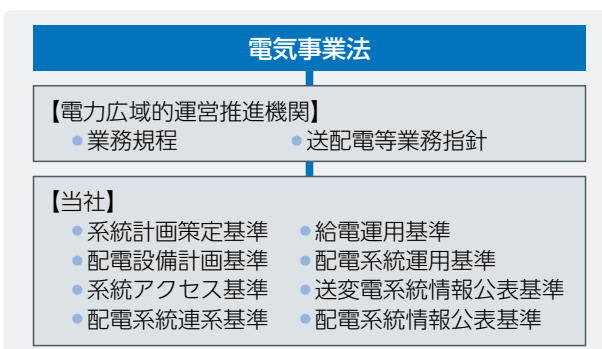 電気事業法
【電力広域的運営推進機関】
●業務規程 ●送配電等業務指針
【当社】
●系統計画策定基準 ●給電運用基準
●配電設備計画基準 ●配電系統運用基準
●系統アクセス基準 ●送変電系統情報公表基準
●配電系統連系基準 ●配電系統情報公表基準